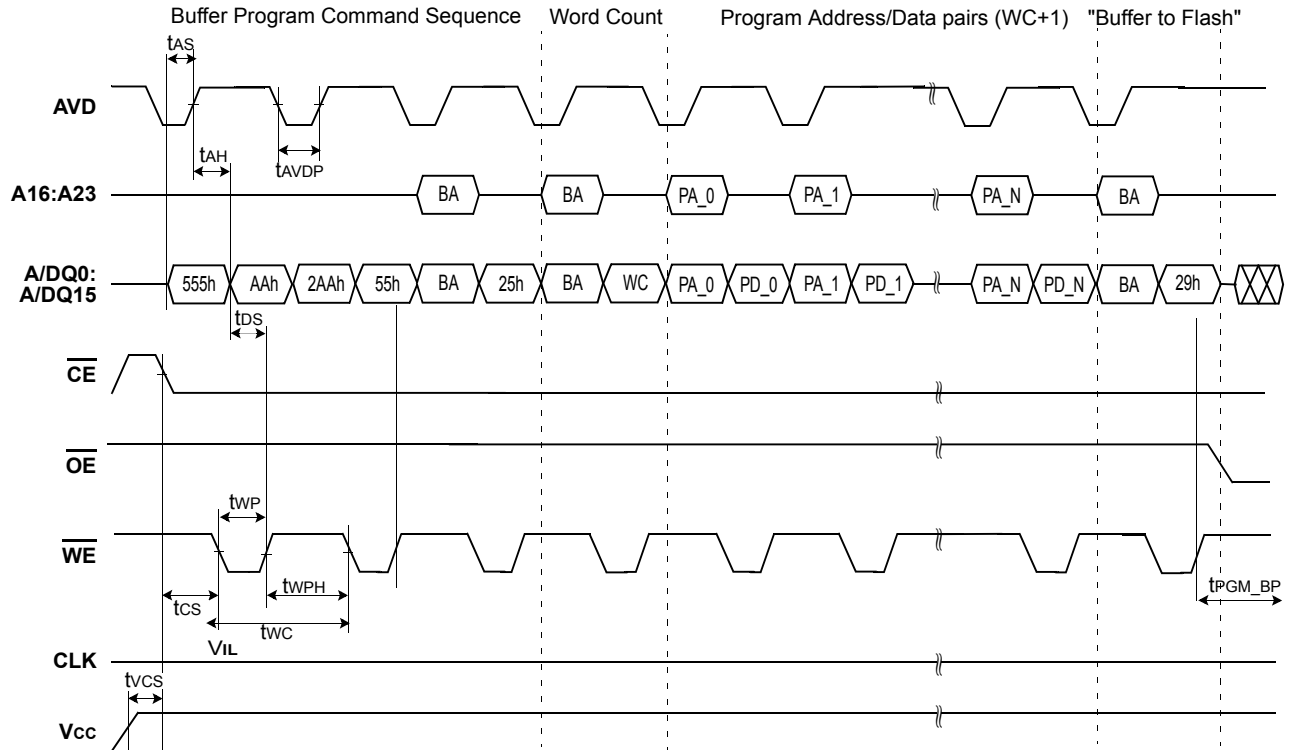 Buffer Program Command Sequence Word Count Program Address/Data pairs (WC+1) "Buffer to Flash"
tAS
AVD
tAH
tAVDP
A16:A23 BA BA PA_0 PA_1 PA_N BA
A/DQ0:
A/DQ15
555h AAh 2AAh 55h BA 25h BA WC PA_0 PD_0 PA_1 PD_1 PA_N PD_N BA 29h
tDS
CE
OE
tWP
WE
tWPH
tPGM_BP
tCS
tWC
VIL
CLK
tVCS
Vcc